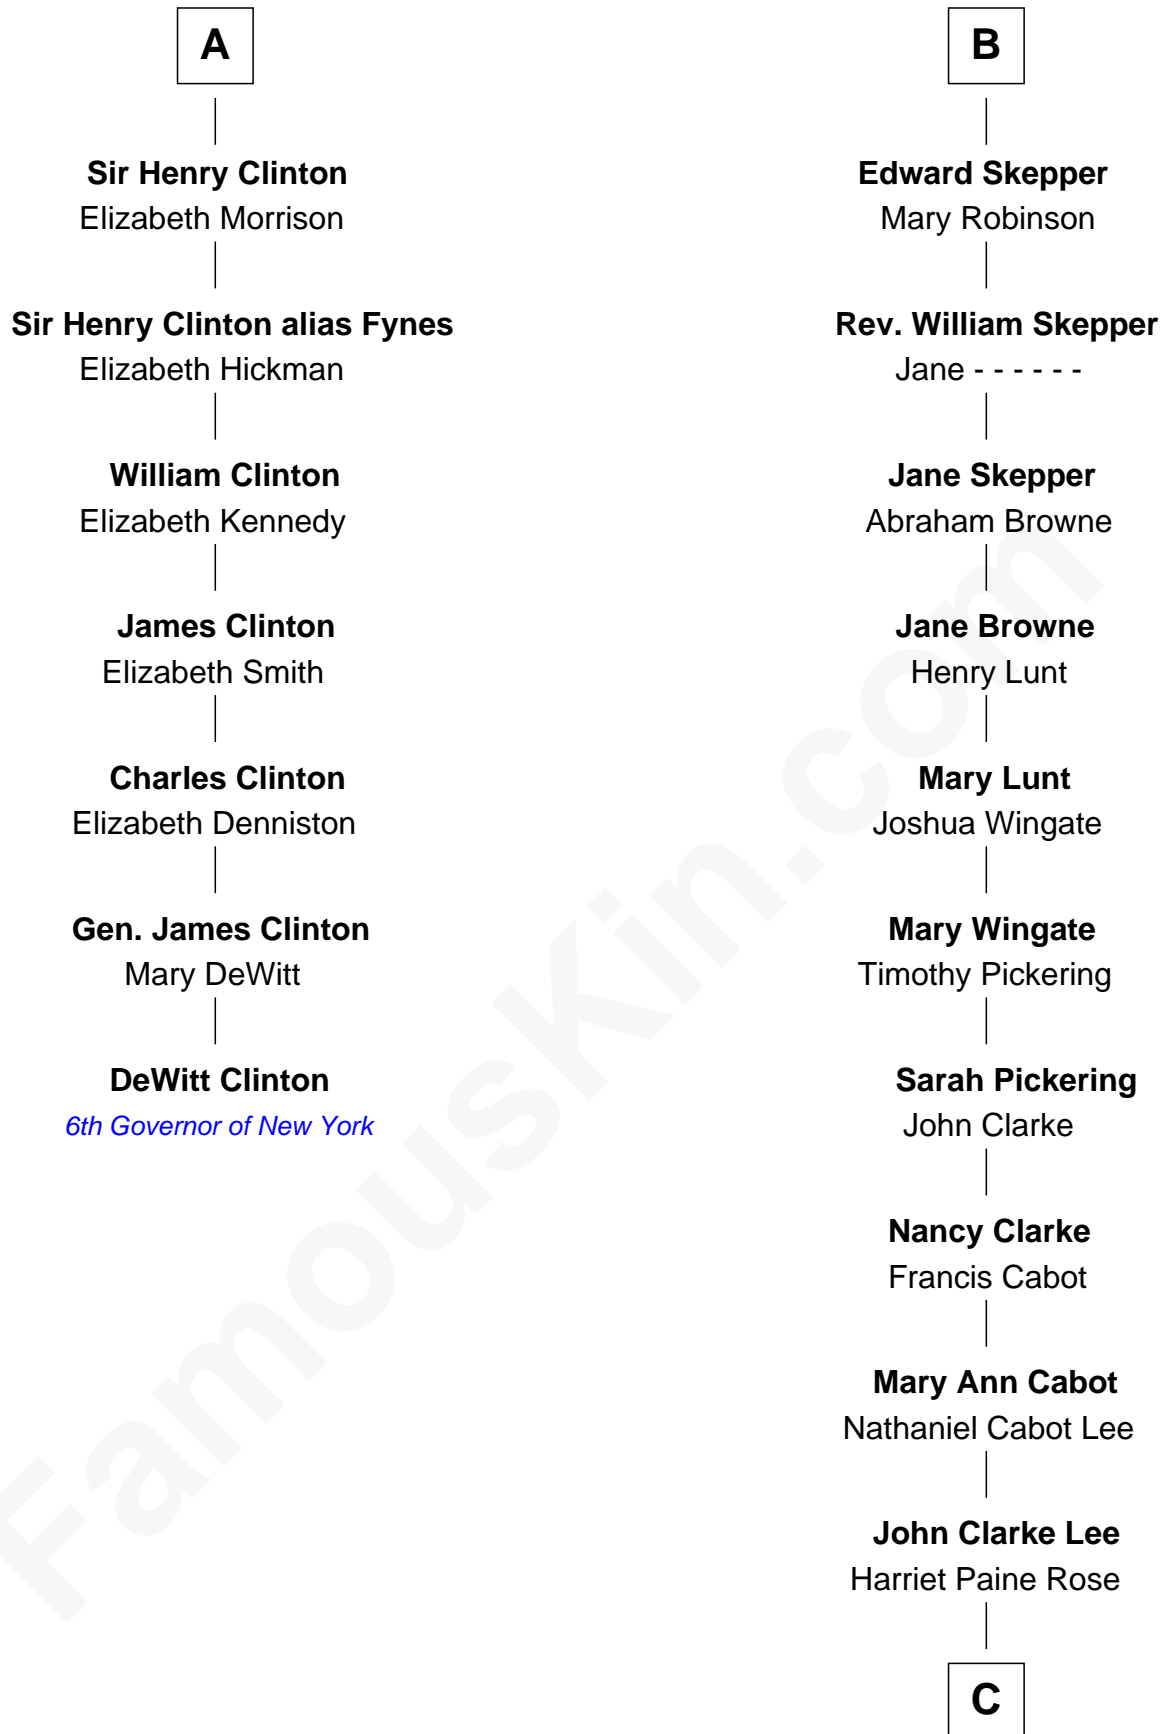 A
Sir Henry Clinton
Elizabeth Morrison
Sir Henry Clinton alias Fynes
Elizabeth Hickman
William Clinton
Elizabeth Kennedy
James Clinton
Elizabeth Smith
Charles Clinton
Elizabeth Denniston
Gen. James Clinton
Mary DeWitt
DeWitt Clinton
6th Governor of New York
B
Edward Skepper
Mary Robinson
Rev. William Skepper
Jane - - - - - -
Jane Skepper
Abraham Browne
Jane Browne
Henry Lunt
Mary Lunt
Joshua Wingate
Mary Wingate
Timothy Pickering
Sarah Pickering
John Clarke
Nancy Clarke
Francis Cabot
Mary Ann Cabot
Nathaniel Cabot Lee
John Clarke Lee
Harriet Paine Rose
C
FamousKin.com